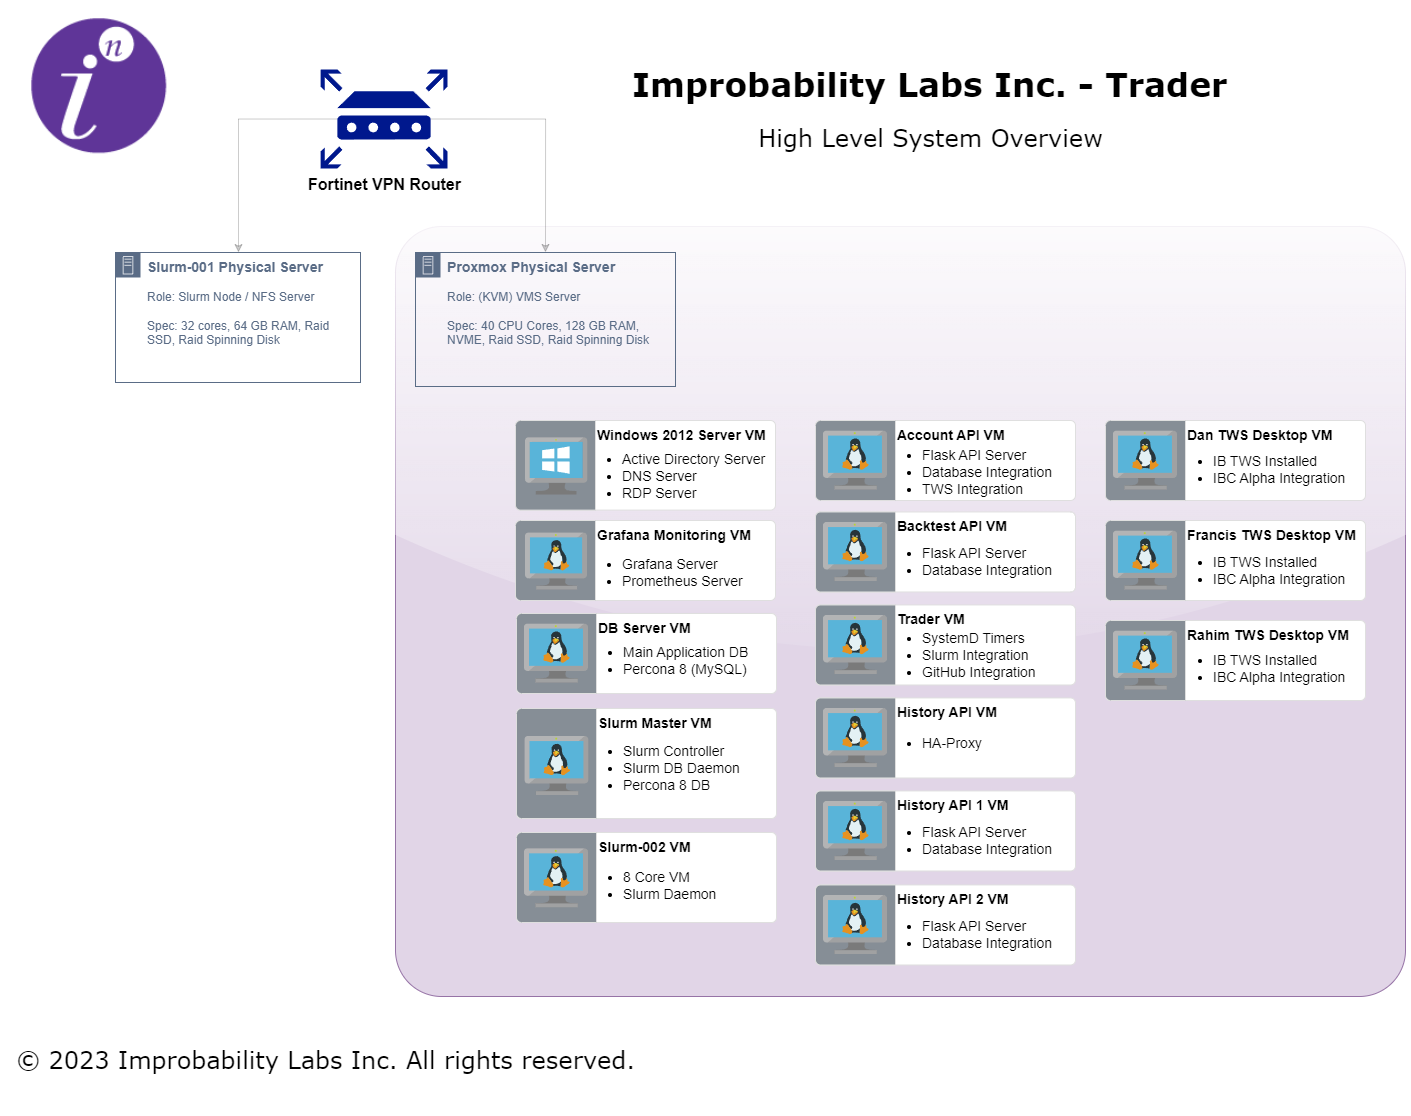 i n
Improbability Labs Inc. - Trader
High Level System Overview
Fortinet VPN Router
Slurm-001 Physical Server
Role: Slurm Node / NFS Server
Spec: 32 cores, 64 GB RAM, Raid
SSD, Raid Spinning Disk
Proxmox Physical Server
Role: (KVM) VMS Server
Spec: 40 CPU Cores, 128 GB RAM,
NVME, Raid SSD, Raid Spinning Disk
Windows 2012 Server VM
• Active Directory Server
• DNS Server
• RDP Server
Grafana Monitoring VM
• Grafana Server
• Prometheus Server
DB Server VM
• Main Application DB
• Percona 8 (MySQL)
Slurm Master VM
• Slurm Controller
• Slurm DB Daemon
• Percona 8 DB
Slurm-002 VM
• 8 Core VM
• Slurm Daemon
Account API VM
• Flask API Server
• Database Integration
• TWS Integration
Backtest API VM
• Flask API Server
• Database Integration
Trader VM
• SystemD Timers
• Slurm Integration
• GitHub Integration
History API VM
• HA-Proxy
History API 1 VM
• Flask API Server
• Database Integration
History API 2 VM
• Flask API Server
• Database Integration
Dan TWS Desktop VM
• IB TWS Installed
• IBC Alpha Integration
Francis TWS Desktop VM
• IB TWS Installed
• IBC Alpha Integration
Rahim TWS Desktop VM
• IB TWS Installed
• IBC Alpha Integration
© 2023 Improbability Labs Inc. All rights reserved.